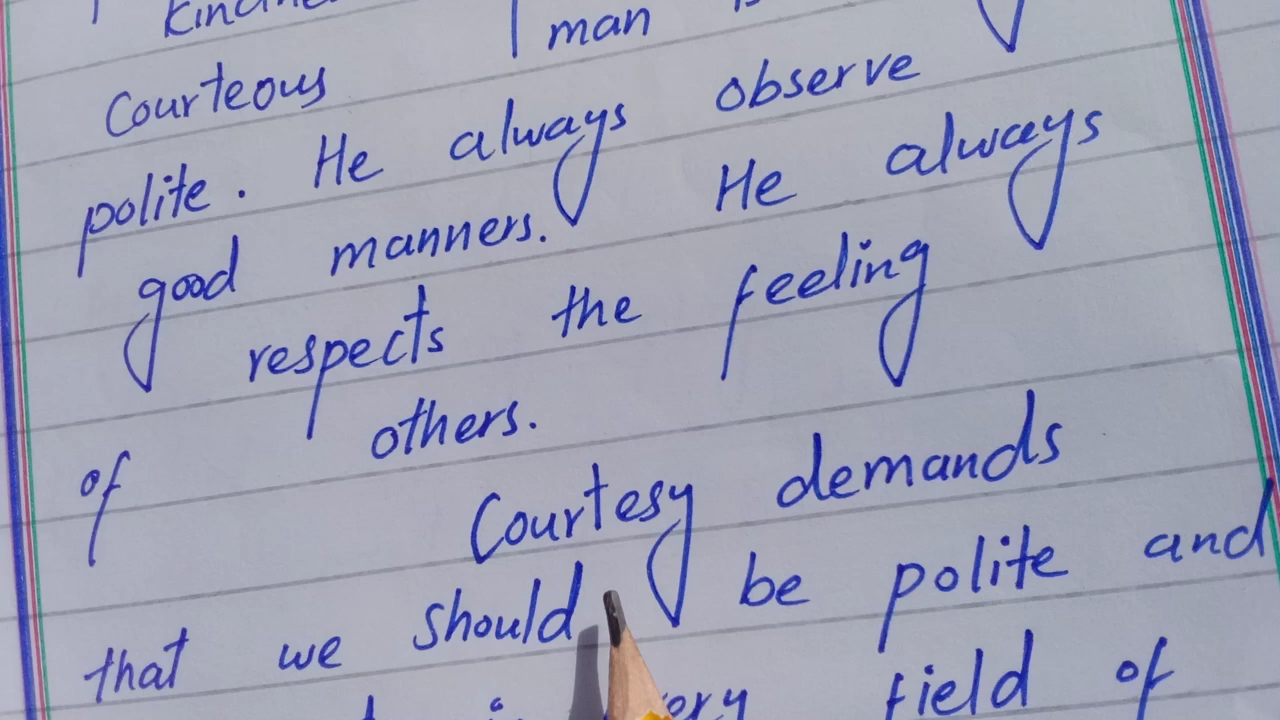 man
Courteous
polite. He always observe
good manners. He always
respects the feeling
of others.
Courtesy demands
that we should be polite and
field of